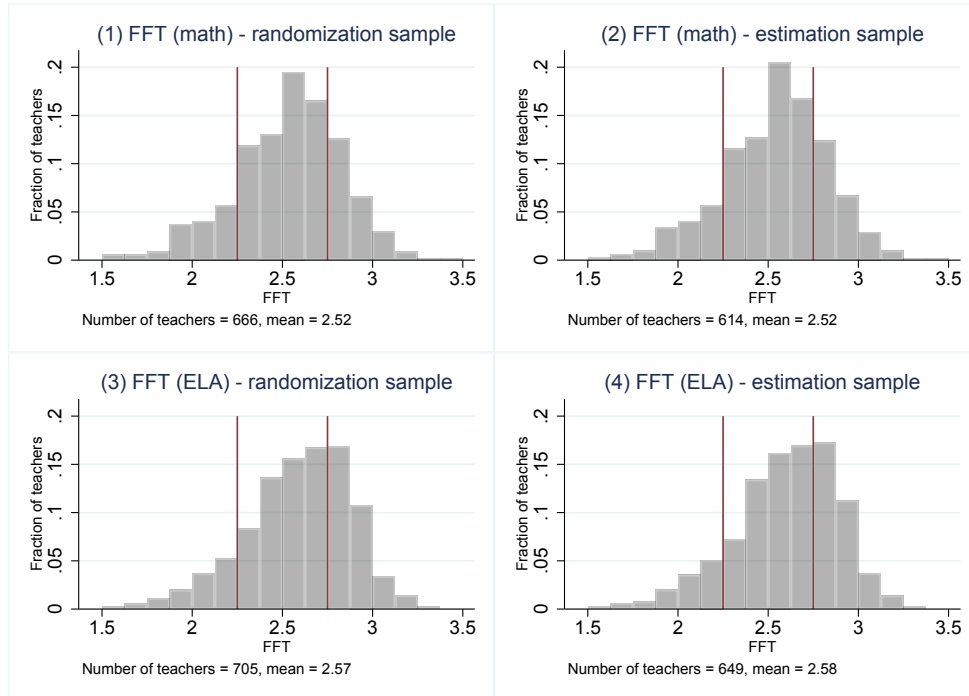 (1) FFT (math) - randomization sample
Fraction of teachers
.2
.15
.1
.05
0
1.5 2 2.5 3 3.5
FFT
Number of teachers = 666, mean = 2.52
(2) FFT (math) - estimation sample
Fraction of teachers
.2
.15
.1
.05
0
1.5 2 2.5 3 3.5
FFT
Number of teachers = 614, mean = 2.52
(3) FFT (ELA) - randomization sample
Fraction of teachers
.2
.15
.1
.05
0
1.5 2 2.5 3 3.5
FFT
Number of teachers = 705, mean = 2.57
(4) FFT (ELA) - estimation sample
Fraction of teachers
.2
.15
.1
.05
0
1.5 2 2.5 3 3.5
FFT
Number of teachers = 649, mean = 2.58